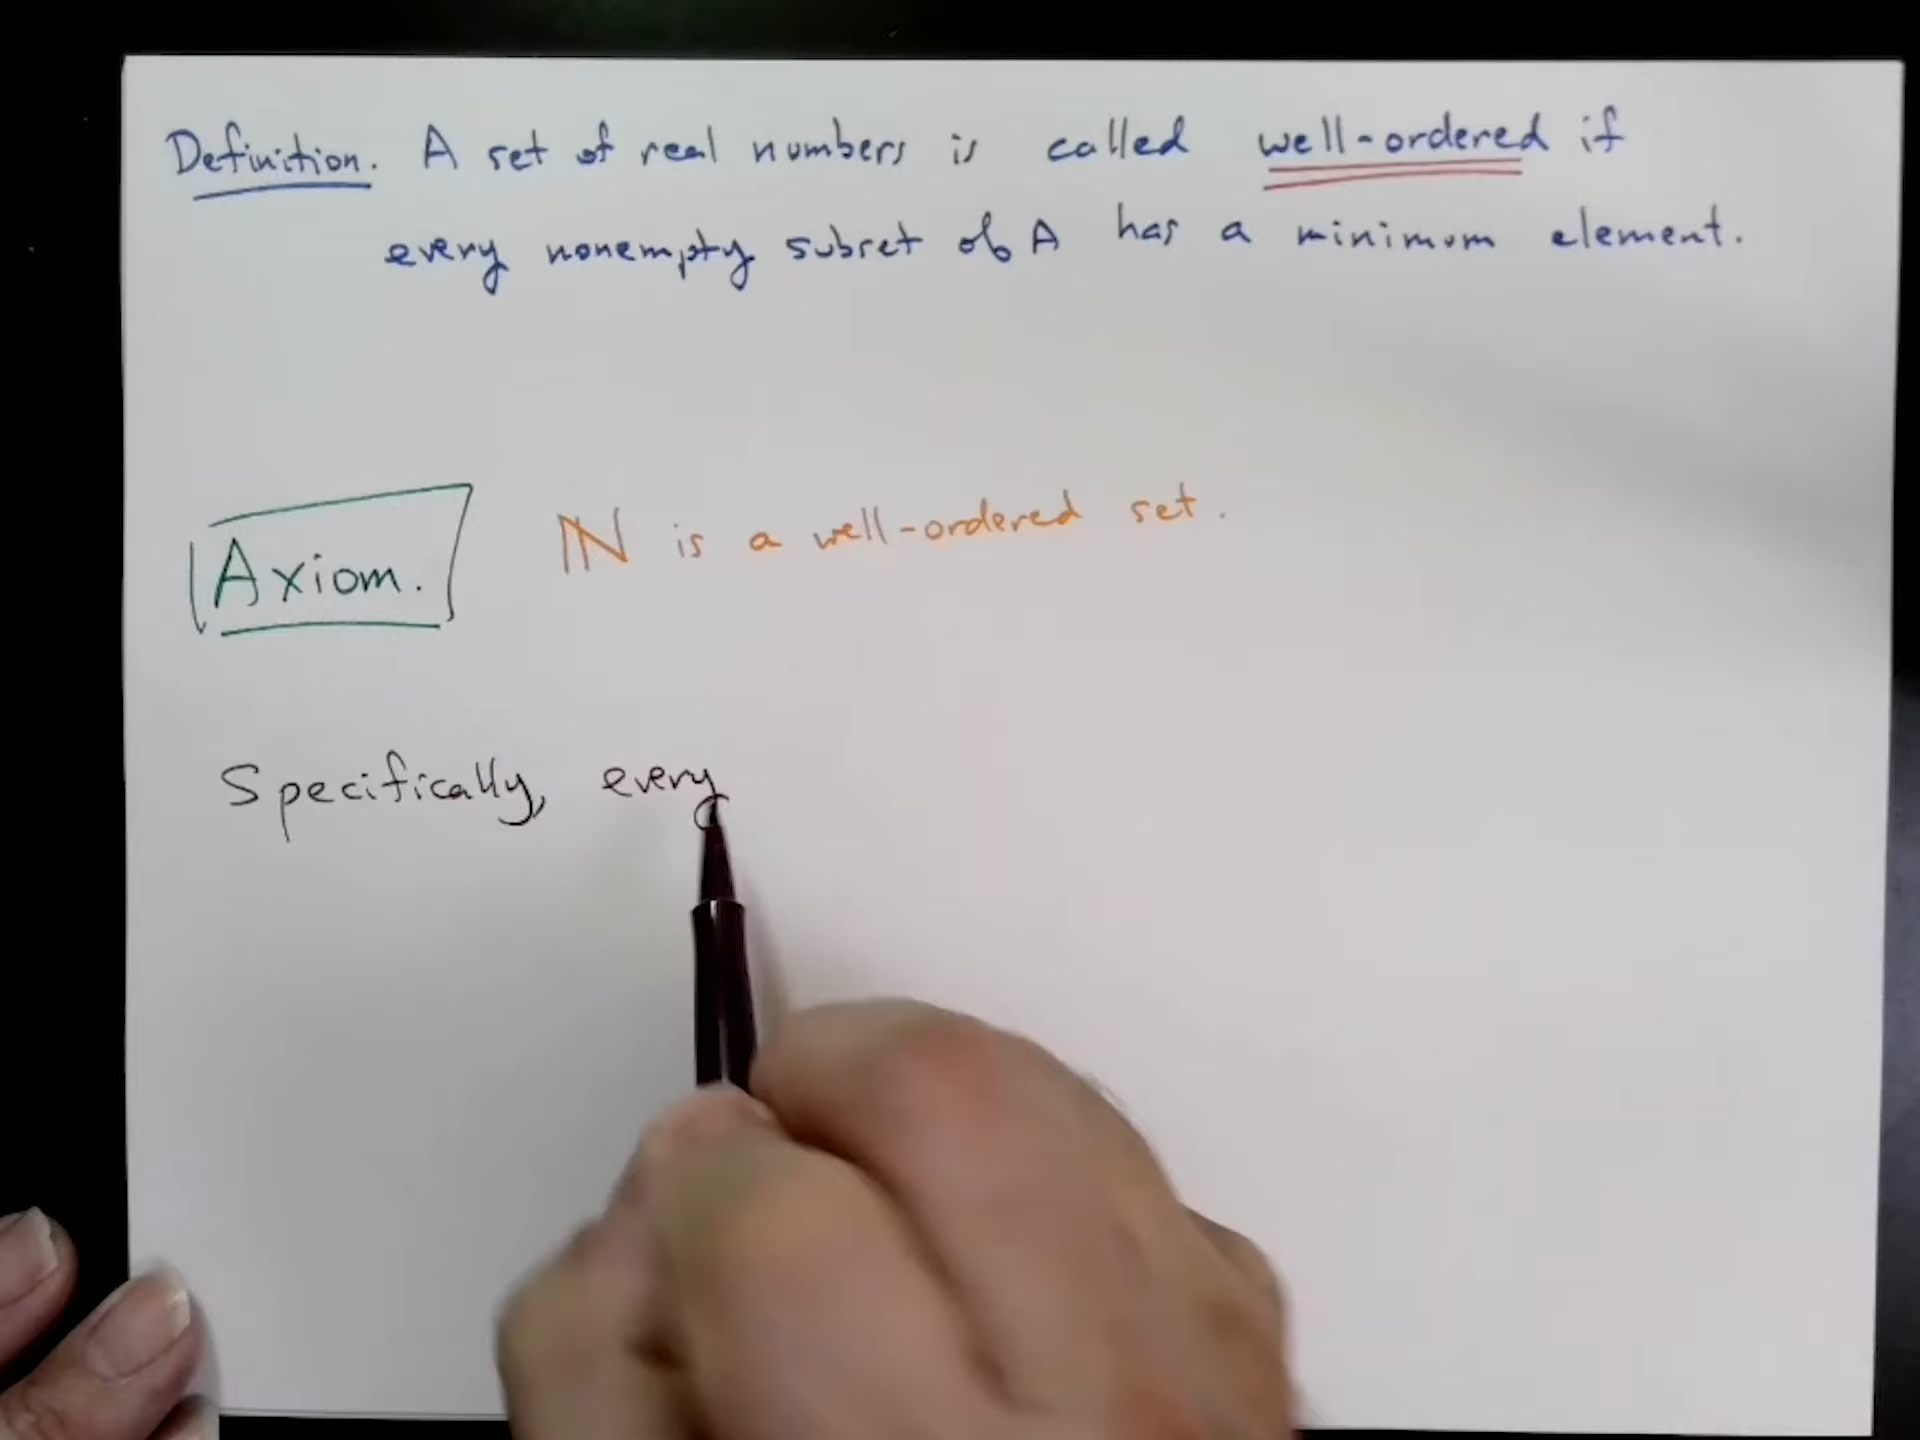 Definition. A set of real numbers is called well-ordered if
every nonempty subset of A has a minimum element.
Axiom. ℕ is a well-ordered set.
Specifically, every